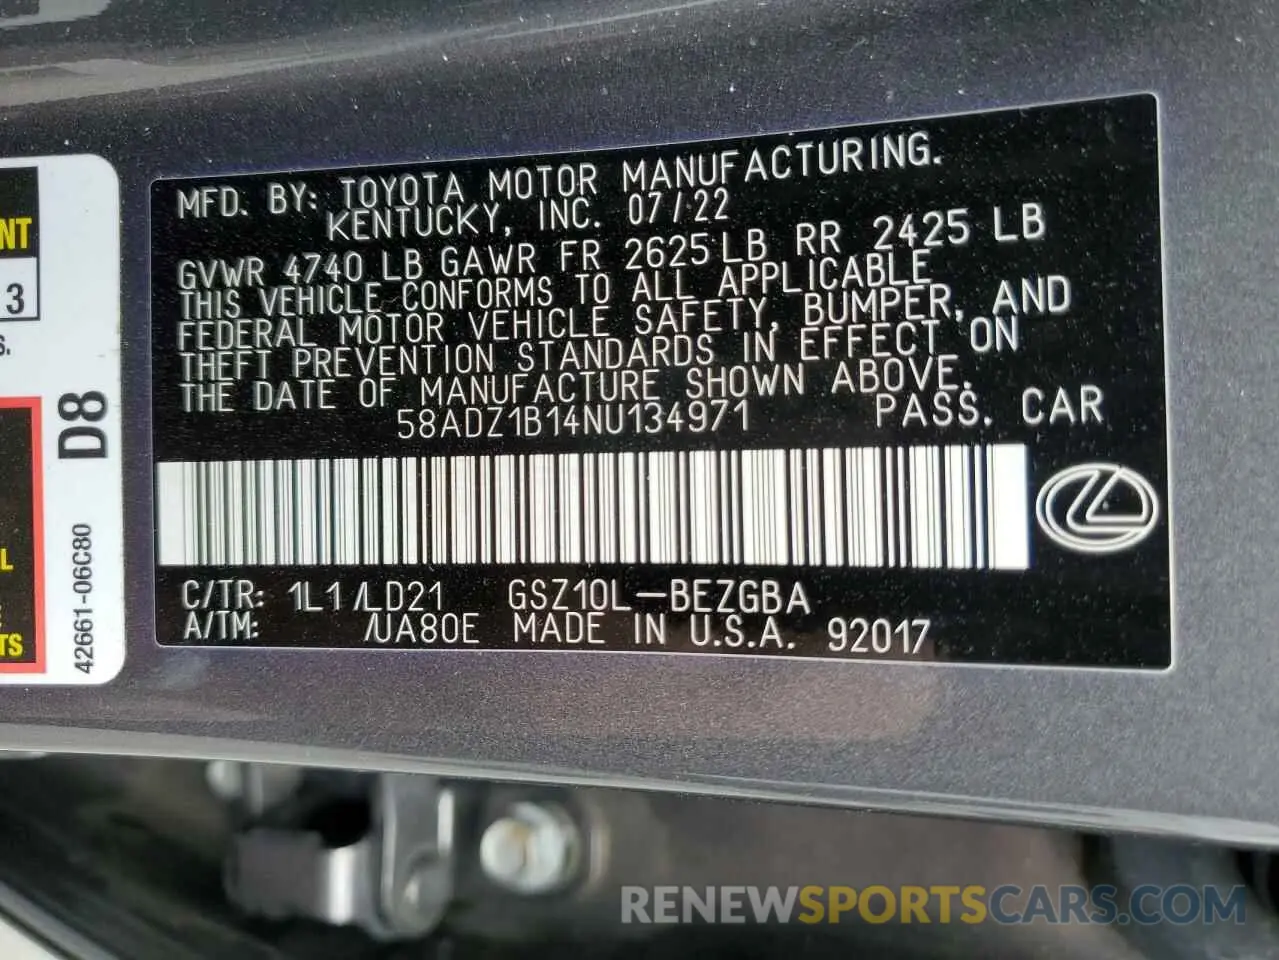 MFD. BY: TOYOTA MOTOR MANUFACTURING.
KENTUCKY, INC. 07/22
GVWR 4740 LB GAWR FR 2625 LB RR 2425 LB
THIS VEHICLE CONFORMS TO ALL APPLICABLE
FEDERAL MOTOR VEHICLE SAFETY, BUMPER, AND
THEFT PREVENTION STANDARDS IN EFFECT ON
THE DATE OF MANUFACTURE SHOWN ABOVE.
58ADZ1B14NU134971 PASS. CAR
C/TR: 1L1/LD21 GSZ10L-BEZGBA
A/TM: /UA80E MADE IN U.S.A. 92017
NT
3
S.
D8
42661-06C80
L
TS
RENEWSPORTSCARS.COM